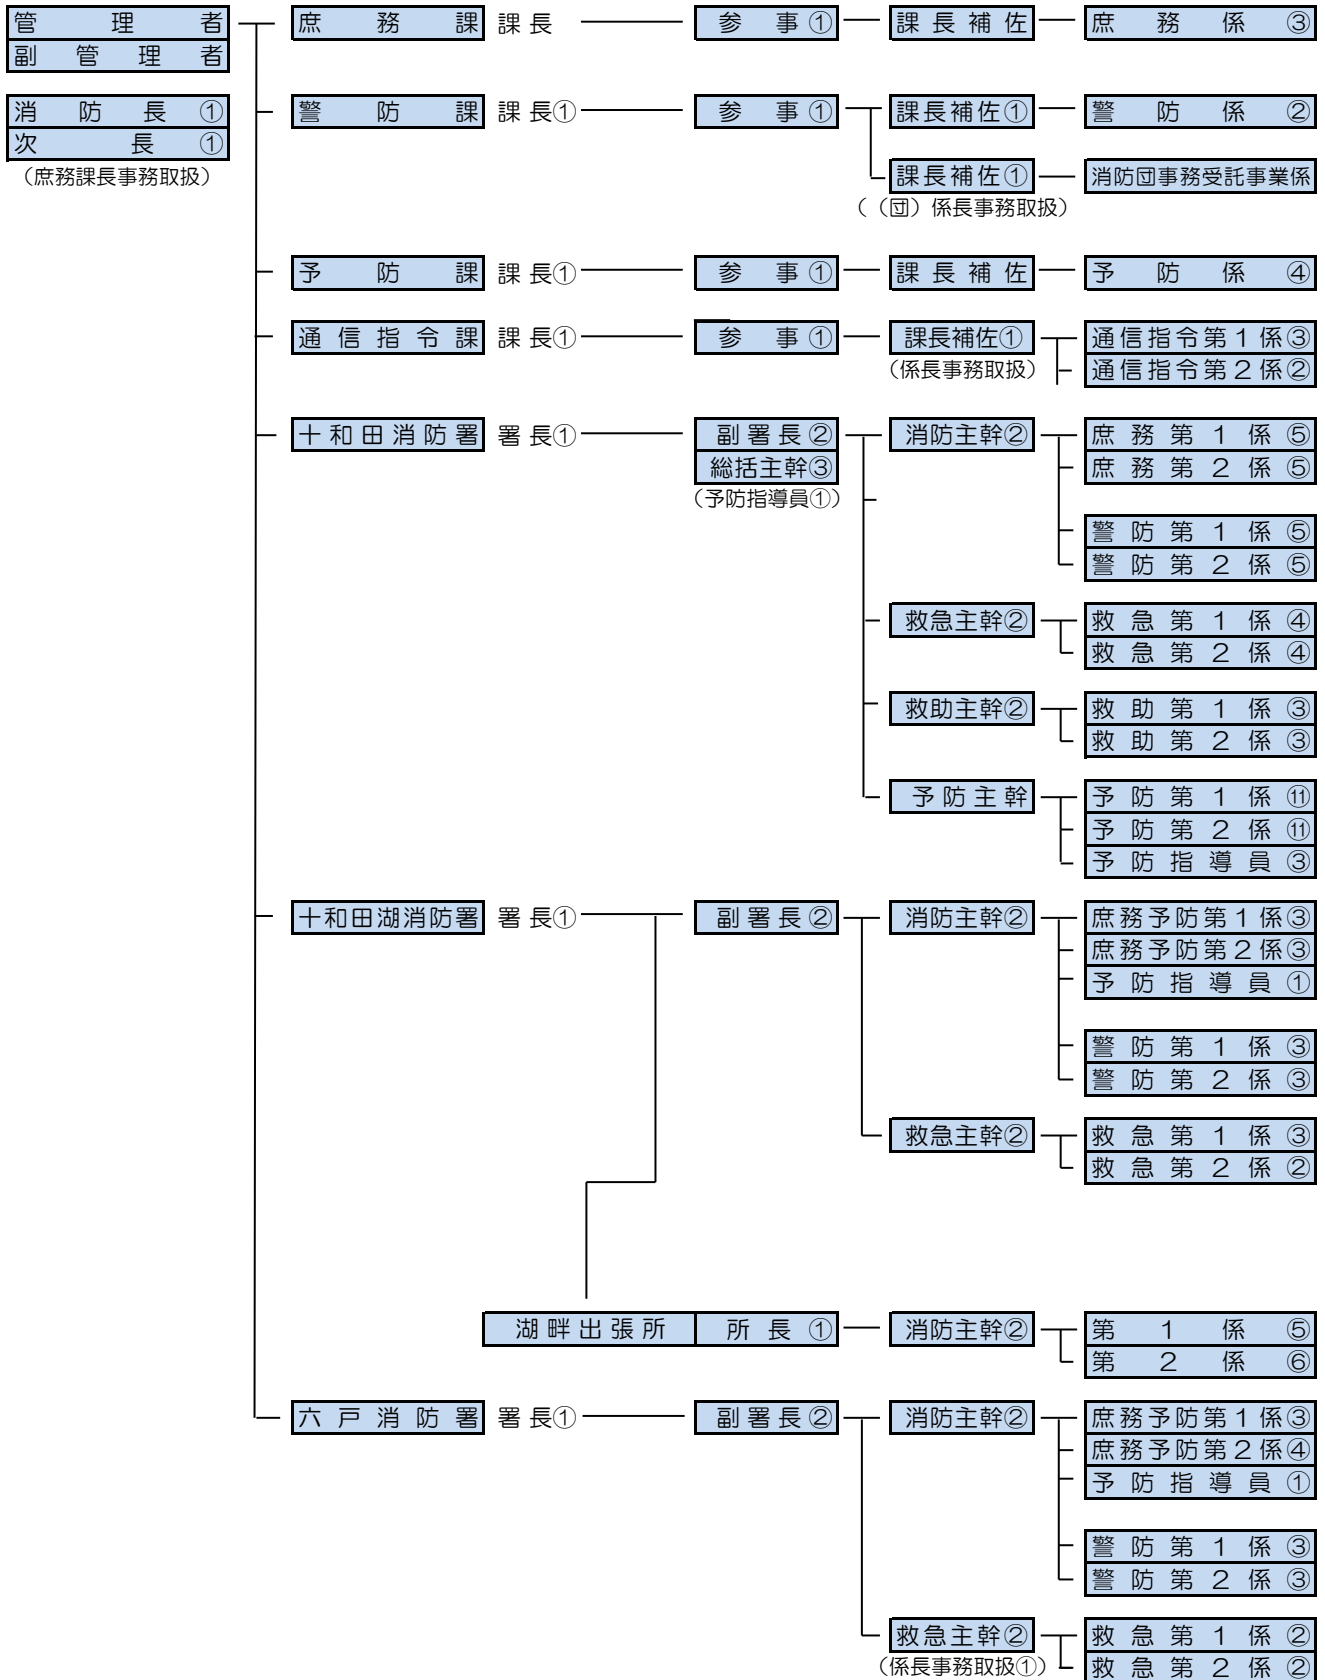 管理者 庶務課 課長 参事① 課長補佐 庶務係③
副管理者
消防長① 警防課 課長① 参事① 課長補佐① 警防係②
次長①
（庶務課長事務取扱） 課長補佐① 消防団事務受託事業係
（（団）係長事務取扱）
予防課 課長① 参事① 課長補佐 予防係④
通信指令課 課長① 参事① 課長補佐① 通信指令第1係③
（係長事務取扱） 通信指令第2係②
十和田消防署 署長① 副署長② 消防主幹② 庶務第1係⑤
総括主幹③ 庶務第2係⑤
（予防指導員①）
警防第1係⑤
警防第2係⑤
救急主幹② 救急第1係④
救急第2係④
救助主幹② 救助第1係③
救助第2係③
予防主幹 予防第1係⑪
予防第2係⑪
予防指導員③
十和田湖消防署 署長① 副署長② 消防主幹② 庶務予防第1係③
庶務予防第2係③
予防指導員①
警防第1係③
警防第2係③
救急主幹② 救急第1係③
救急第2係②
湖畔出張所 所長① 消防主幹② 第1係⑤
第2係⑥
六戸消防署 署長① 副署長② 消防主幹② 庶務予防第1係③
庶務予防第2係④
予防指導員①
警防第1係③
警防第2係③
救急主幹② 救急第1係②
（係長事務取扱①） 救急第2係②